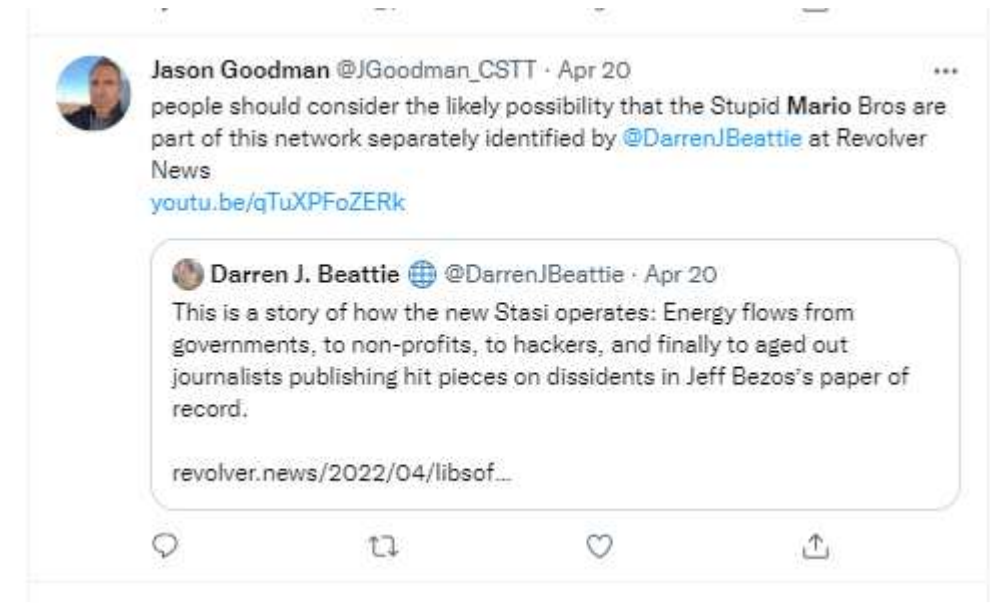 Jason Goodman @JGoodman_CSTT · Apr 20
people should consider the likely possibility that the Stupid Mario Bros are
part of this network separately identified by @DarrenJBeattie at Revolver
News
youtu.be/qTuXPFoZERk
Darren J. Beattie 🌐 @DarrenJBeattie · Apr 20
This is a story of how the new Stasi operates: Energy flows from
governments, to non-profits, to hackers, and finally to aged out
journalists publishing hit pieces on dissidents in Jeff Bezos's paper of
record.
revolver.news/2022/04/libsof...